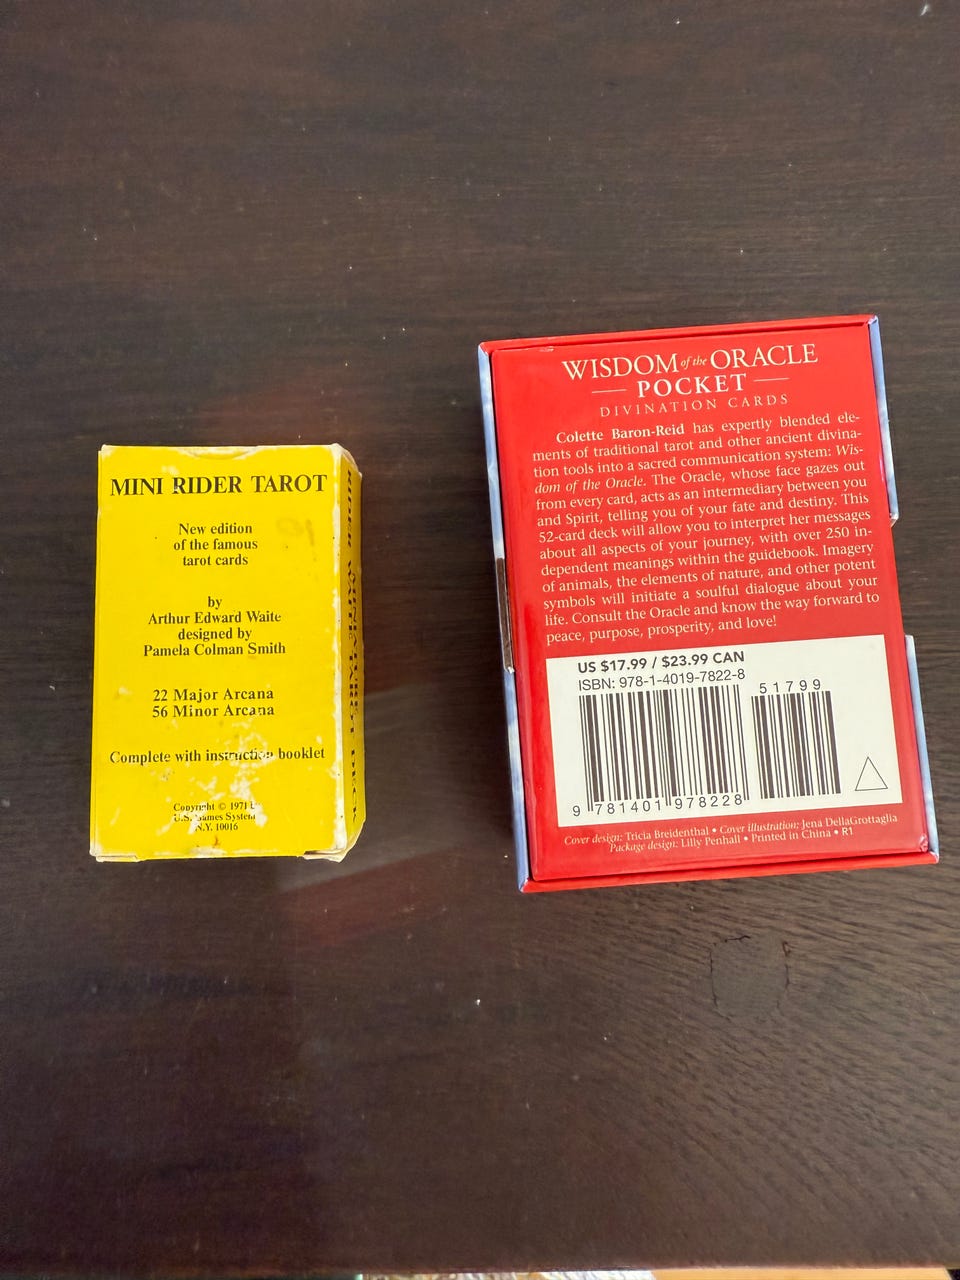 MINI RIDER TAROT
New edition
of the famous
tarot cards
by
Arthur Edward Waite
designed by
Pamela Colman Smith
22 Major Arcana
56 Minor Arcana
Complete with instruction booklet
Copyright © 1971
U.S. Games System
N.Y. 10016
WISDOM of the ORACLE
POCKET
DIVINATION CARDS
Colette Baron-Reid has expertly blended ele-
ments of traditional tarot and other ancient divina-
tion tools into a sacred communication system: Wis-
dom of the Oracle. The Oracle, whose face gazes out
from every card, acts as an intermediary between you
and Spirit, telling you of your fate and destiny. This
52-card deck will allow you to interpret her messages
about all aspects of your journey, with over 250 in-
dependent meanings within the guidebook. Imagery
of animals, the elements of nature, and other potent
symbols will initiate a soulful dialogue about your
life. Consult the Oracle and know the way forward to
peace, purpose, prosperity, and love!
US $17.99 / $23.99 CAN
ISBN: 978-1-4019-7822-8
51799
9 781401 978228
Cover design: Tricia Breidenthal • Cover illustration: Jena DellaGrottaglia
Package design: Lilly Penhall • Printed in China • R1